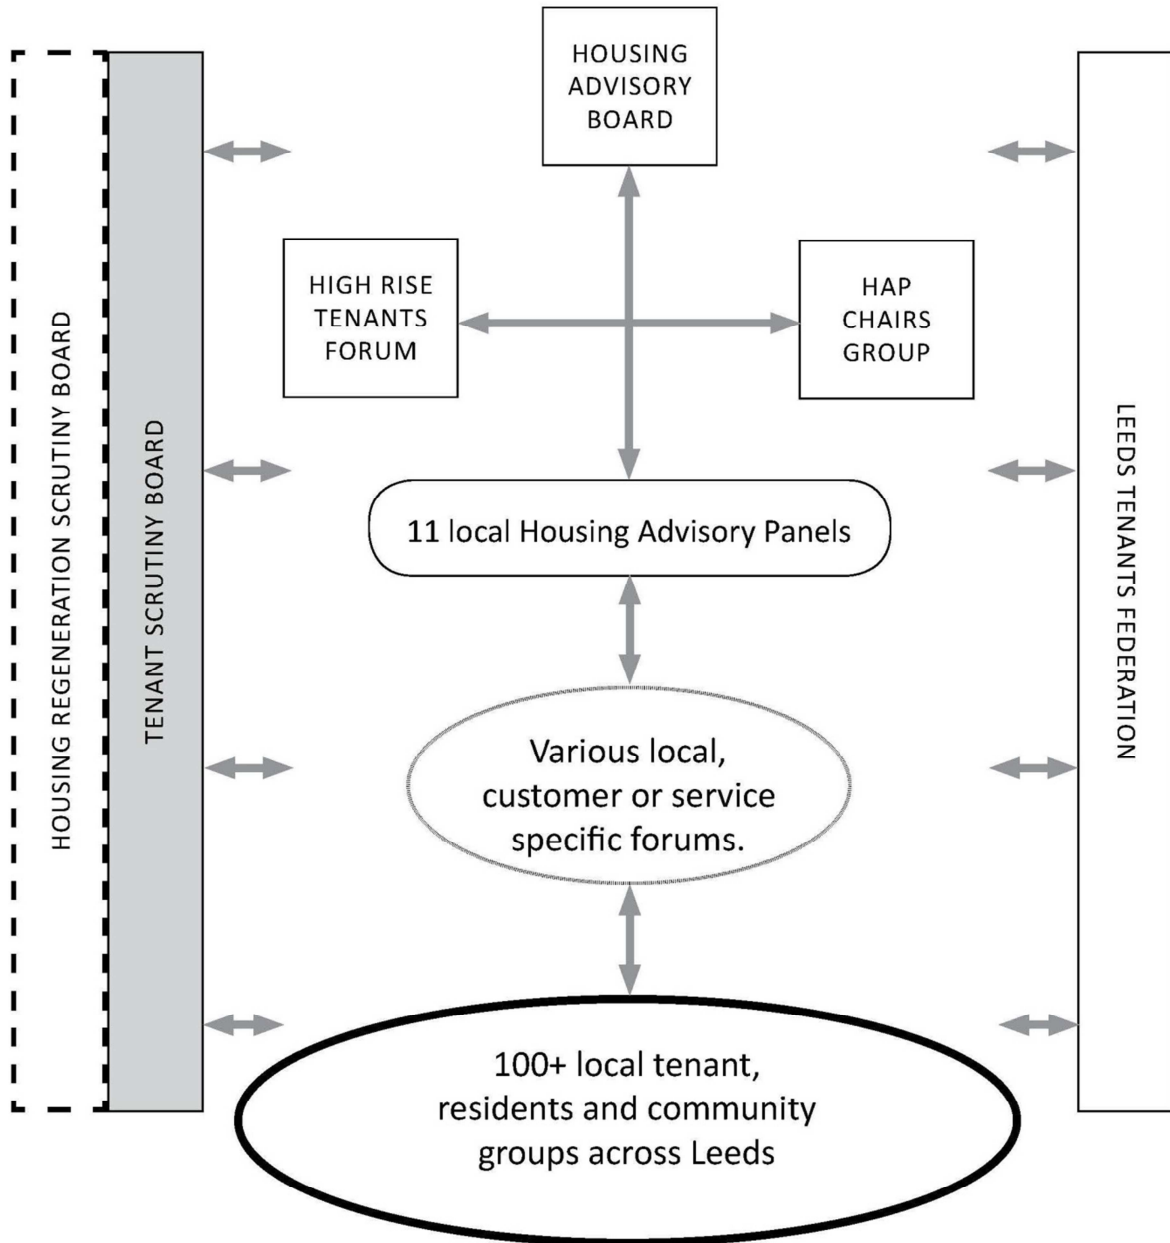 HOUSING
ADVISORY
BOARD
HIGH RISE
TENANTS
FORUM
HAP
CHAIRS
GROUP
HOUSING REGENERATION SCRUTINY BOARD
TENANT SCRUTINY BOARD
LEEDS TENANTS FEDERATION
11 local Housing Advisory Panels
Various local,
customer or service
specific forums.
100+ local tenant,
residents and community
groups across Leeds